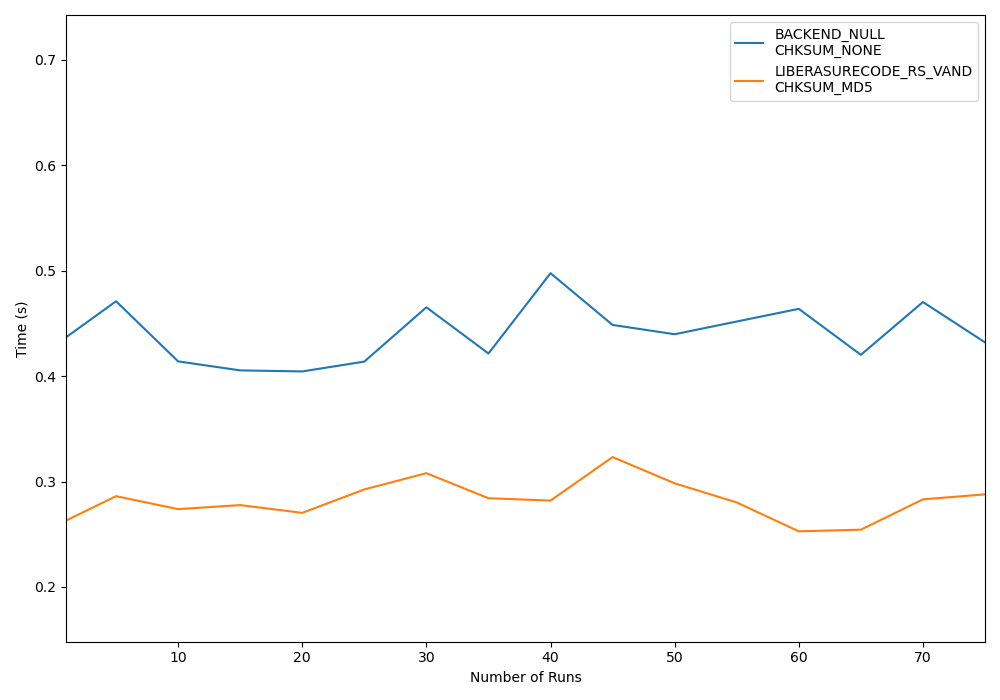 BACKEND_NULL
CHKSUM_NONE
LIBERASURECODE_RS_VAND
CHKSUM_MD5
0.7
0.6
0.5
0.4
0.3
0.2
Time (s)
10 20 30 40 50 60 70
Number of Runs